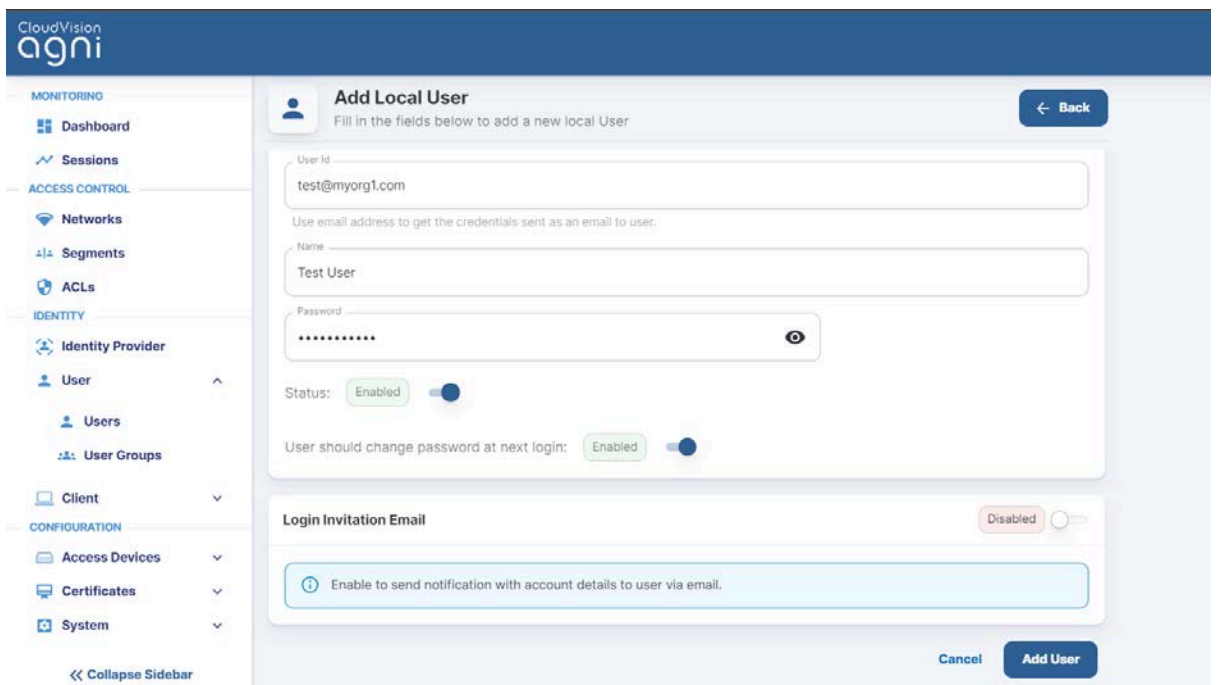 CloudVision
agni
MONITORING
Dashboard
Sessions
ACCESS CONTROL
Networks
Segments
ACLs
IDENTITY
Identity Provider
User
Users
User Groups
Client
CONFIGURATION
Access Devices
Certificates
System
Collapse Sidebar
Add Local User
Fill in the fields below to add a new local User
Back
User Id
test@myorg1.com
Use email address to get the credentials sent as an email to user.
Name
Test User
Password
•••••••••••
Status: Enabled
User should change password at next login: Enabled
Login Invitation Email
Disabled
Enable to send notification with account details to user via email.
Cancel
Add User